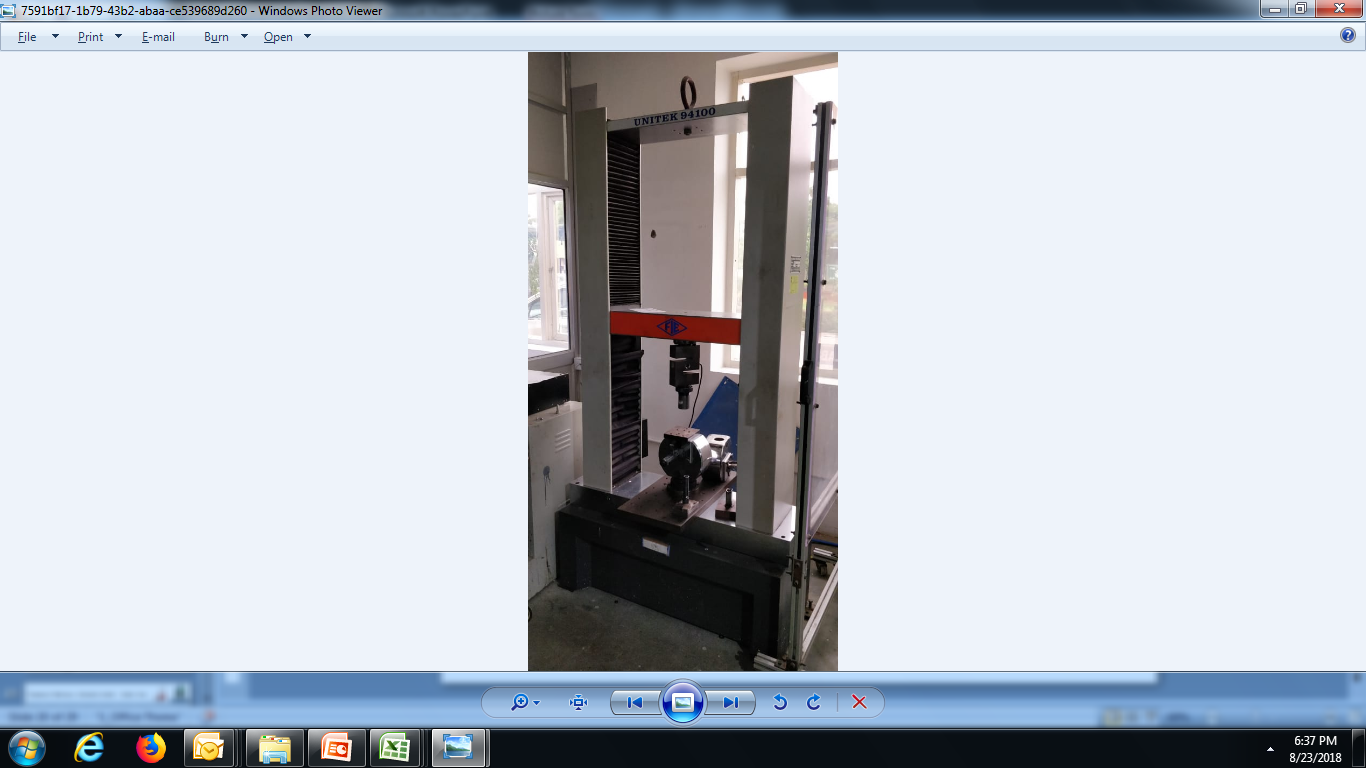 7591bf17-1b79-43b2-abaa-ce539689d260 - Windows Photo Viewer
File Print E-mail Burn Open
UNITEK 94100
FIE
6:37 PM
8/23/2018